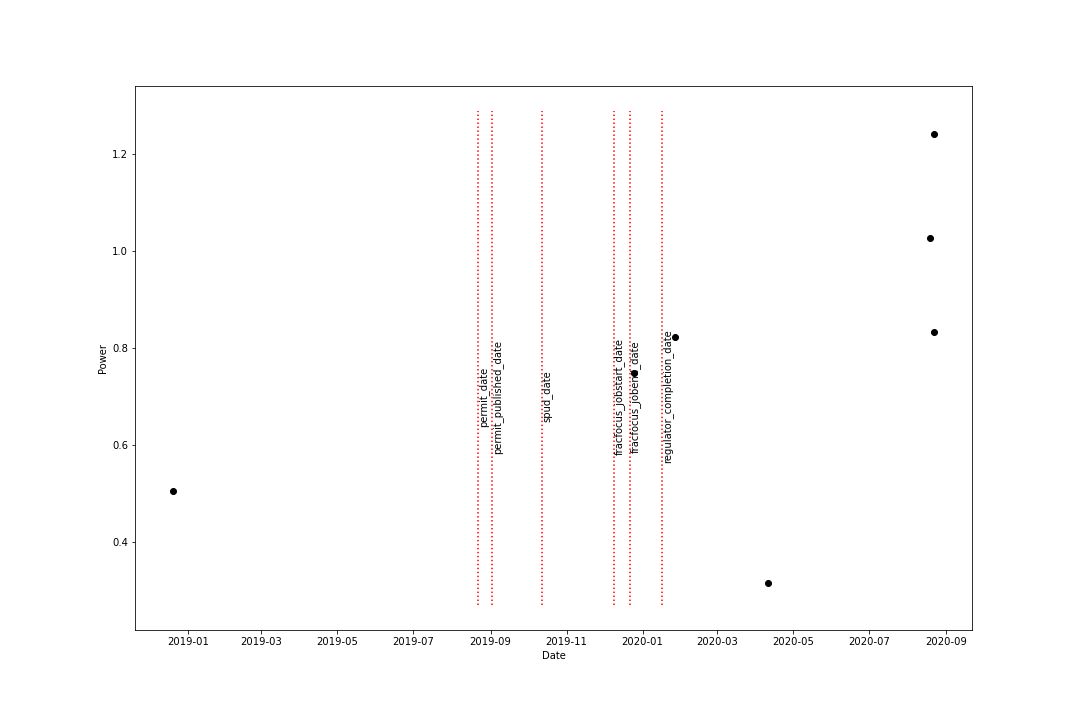 1.2
1.0
0.8
0.6
0.4
Power
permit_date
permit_published_date
spud_date
fracfocus_jobstart_date
fracfocus_jobend_date
regulator_completion_date
2019-01 2019-03 2019-05 2019-07 2019-09 2019-11 2020-01 2020-03 2020-05 2020-07 2020-09
Date